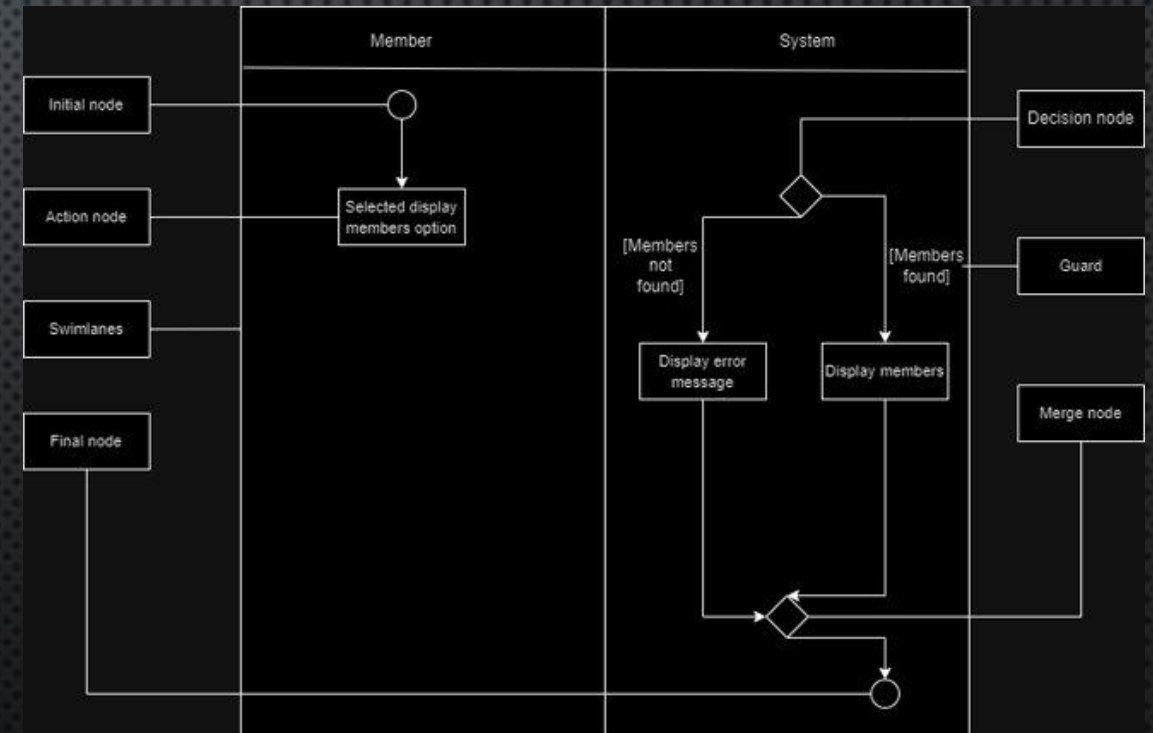 Member
System
Initial node
Decision node
Action node
Selected display
members option
[Members
not
found]
[Members
found]
Guard
Swimlanes
Display error
message
Display members
Merge node
Final node